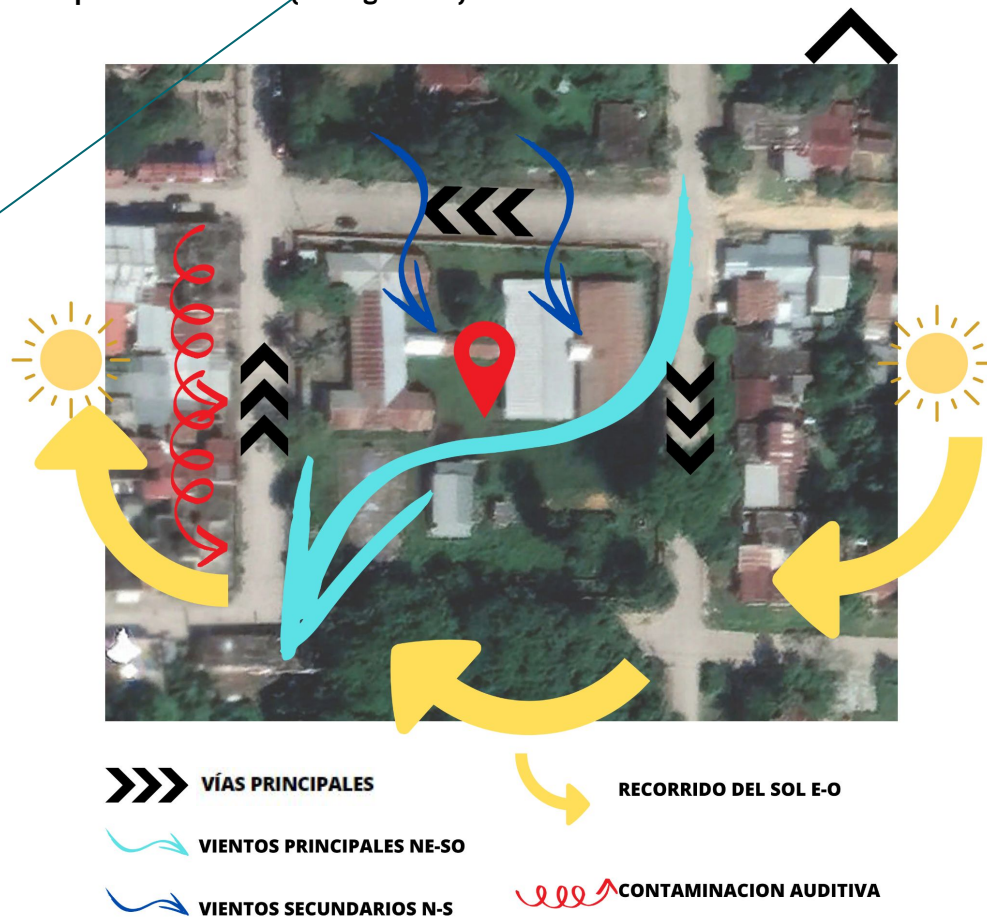 VÍAS PRINCIPALES
RECORRIDO DEL SOL E-O
VIENTOS PRINCIPALES NE-SO
CONTAMINACION AUDITIVA
VIENTOS SECUNDARIOS N-S